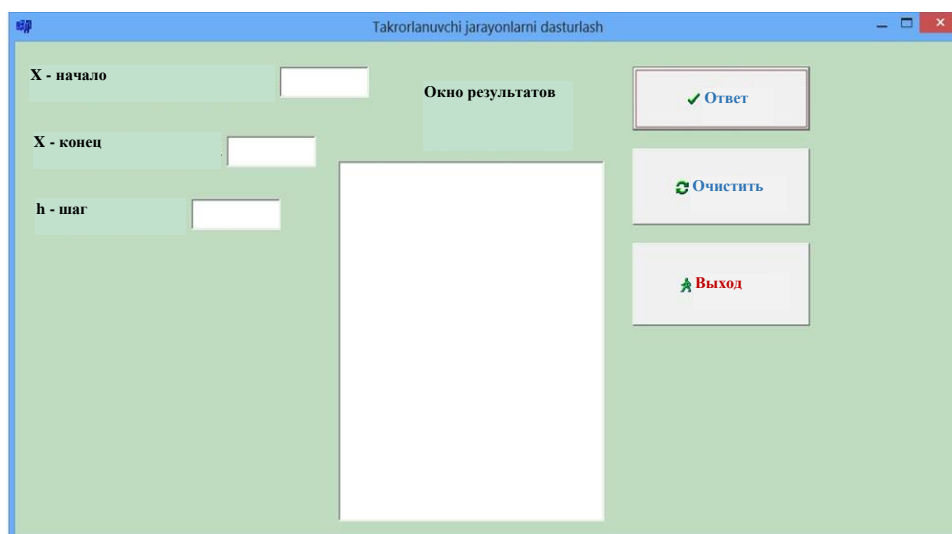 Takrorlanuvchi jarayonlarni dasturlash
X - начало
Окно результатов
Ответ
X - конец
Очистить
h - шаг
Выход